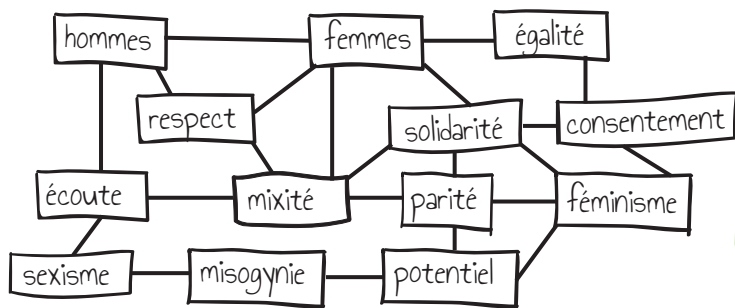 hommes
femmes
égalité
respect
solidarité
consentement
écoute
mixité
parité
féminisme
sexisme
misogynie
potentiel